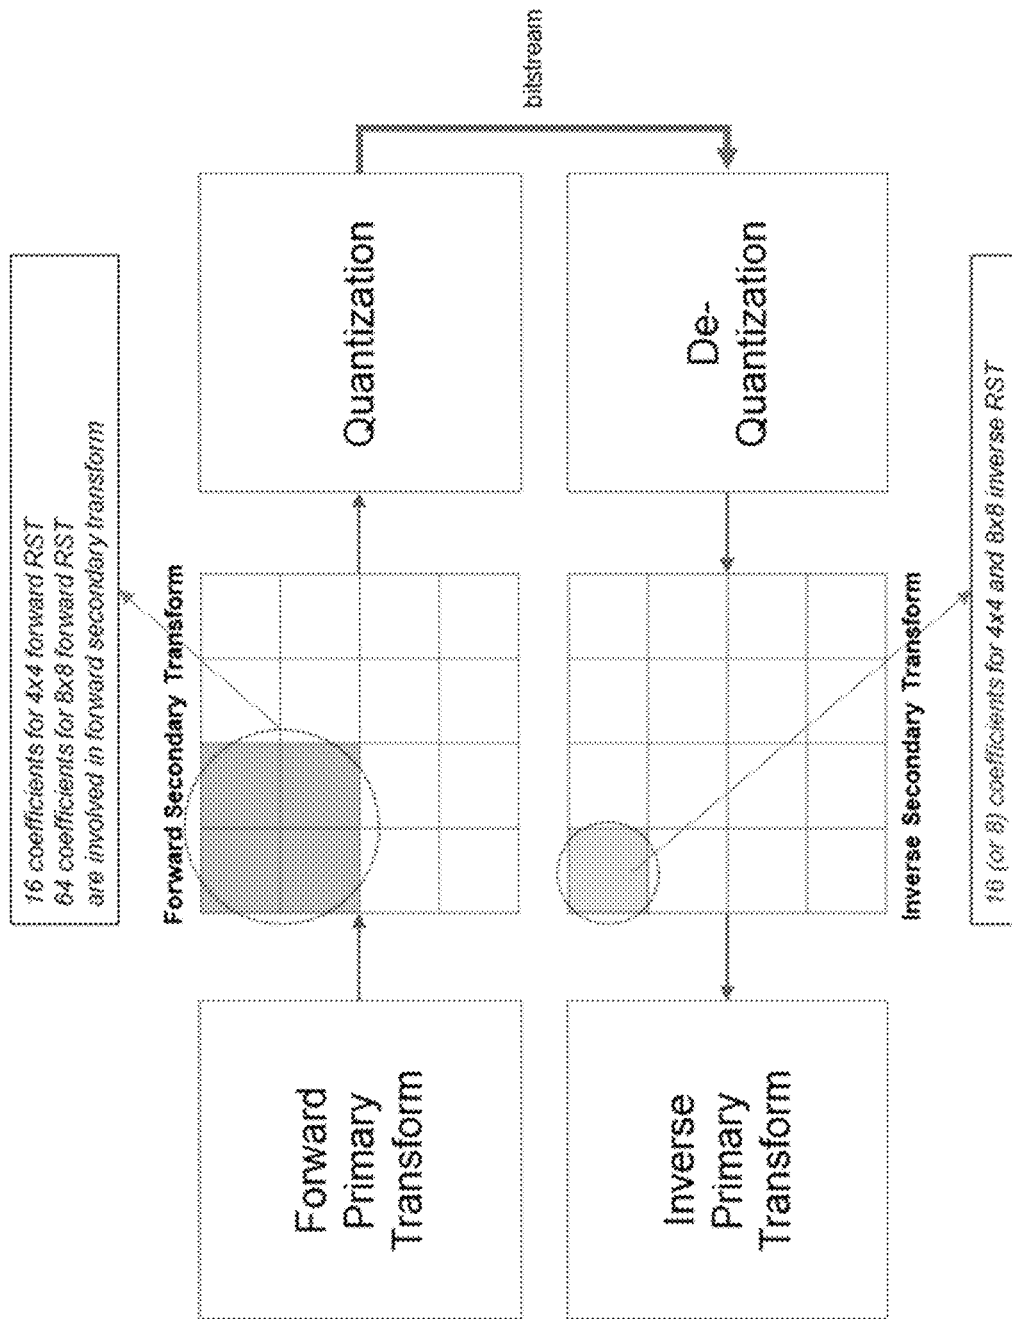 16 coefficients for 4x4 forward RST
64 coefficients for 8x8 forward RST
are involved in forward secondary transform
Forward Secondary Transform
Forward
Primary
Transform
Quantization
bitstream
Inverse
Primary
Transform
De-
Quantization
Inverse Secondary Transform
16 (or 8) coefficients for 4x4 and 8x8 inverse RST